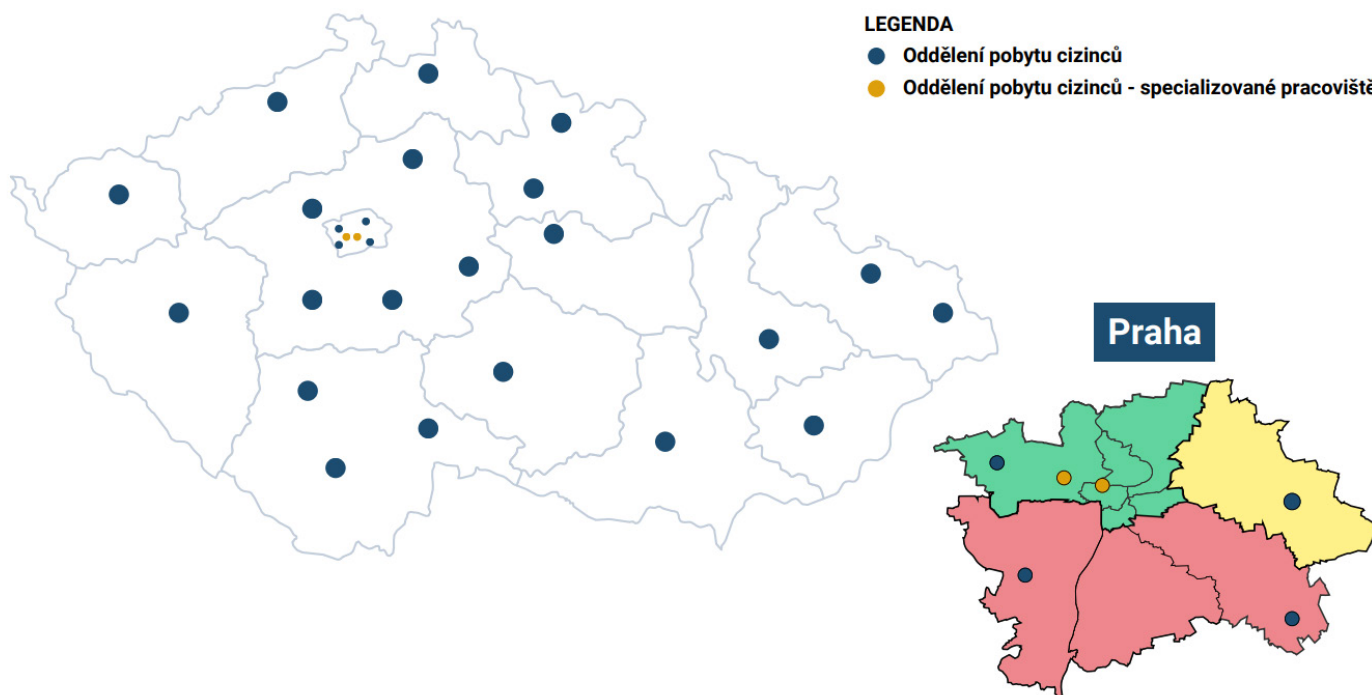 LEGENDA
Oddělení pobytu cizinců
Oddělení pobytu cizinců - specializované pracoviště
Praha